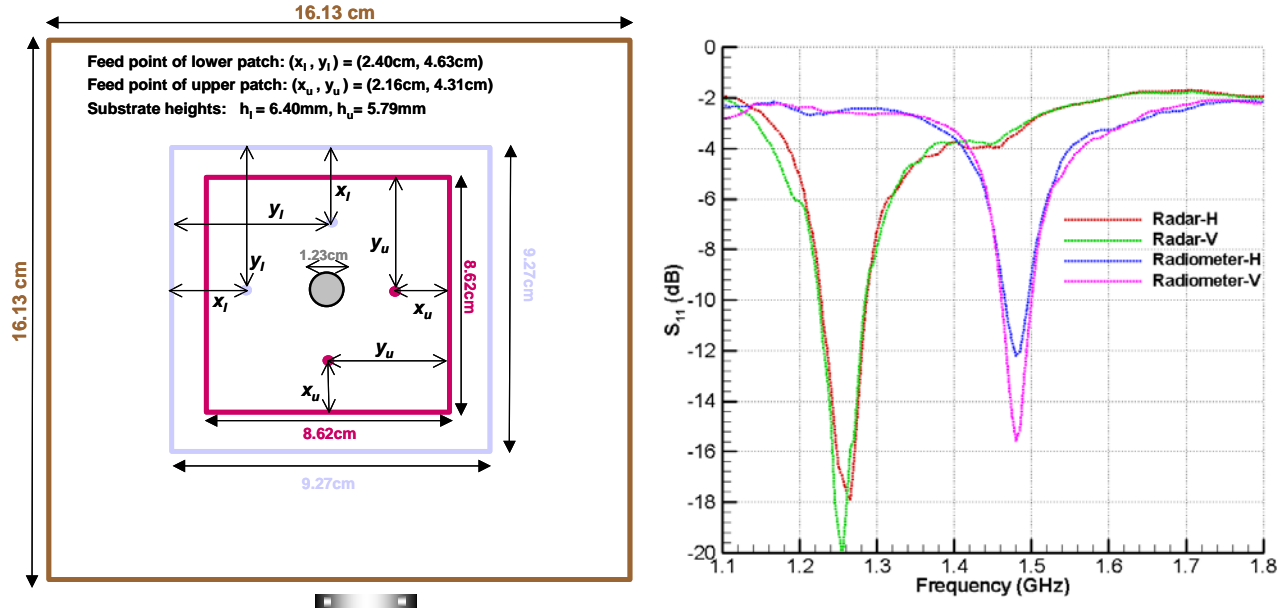 16.13 cm
Feed point of lower patch: (xl , yl ) = (2.40cm, 4.63cm)
Feed point of upper patch: (xu , yu ) = (2.16cm, 4.31cm)
Substrate heights: hl = 6.40mm, hu= 5.79mm
16.13 cm
xl
yl
yu
1.23cm
yl
8.62cm
9.27cm
xl
xu
yu
xu
8.62cm
9.27cm
0
-2
-4
-6
-8
-10
-12
-14
-16
-18
-20
S11 (dB)
Radar-H
Radar-V
Radiometer-H
Radiometer-V
1.1 1.2 1.3 1.4 1.5 1.6 1.7 1.8
Frequency (GHz)